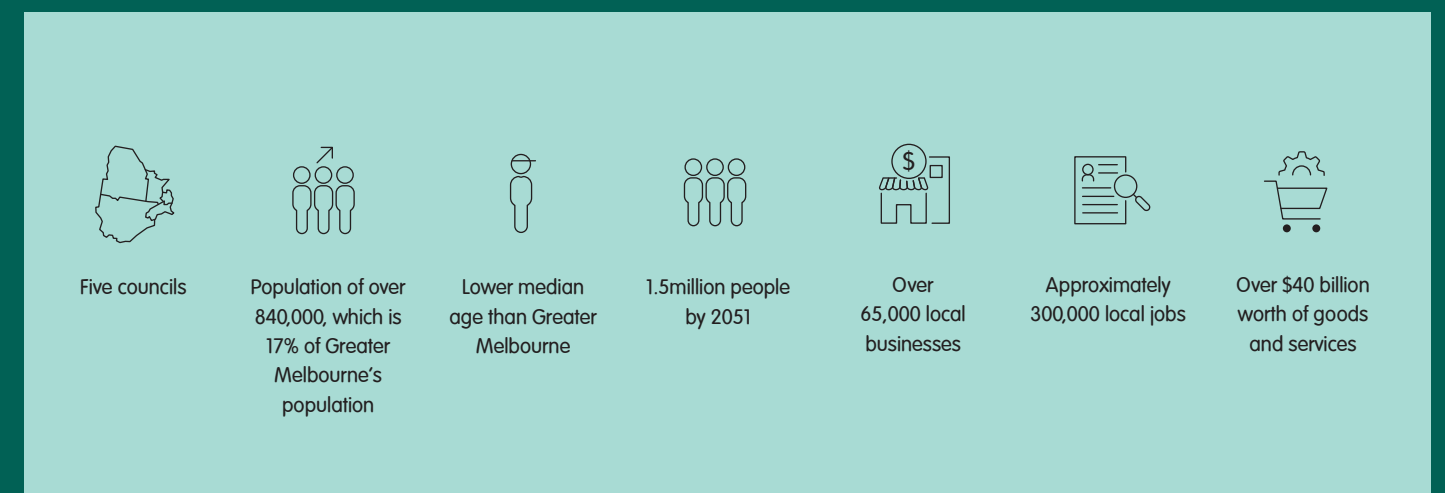 $
Five councils
Population of over
840,000, which is
17% of Greater
Melbourne's
population
Lower median
age than Greater
Melbourne
1.5million people
by 2051
Over
65,000 local
businesses
Approximately
300,000 local jobs
Over $40 billion
worth of goods
and services